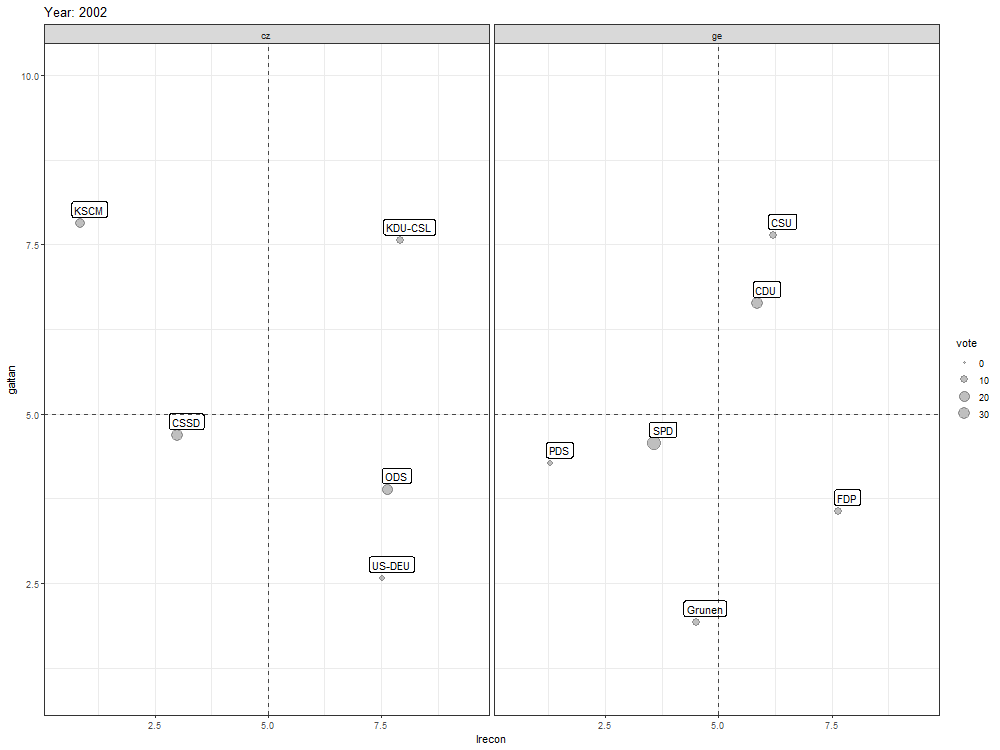 Year: 2002
cz
ge
10.0
7.5
5.0
2.5
galtan
KSCM
KDU-CSL
CSSD
ODS
US-DEU
CSU
CDU
SPD
PDS
FDP
Grunen
vote
0
10
20
30
2.5
5.0
7.5
2.5
5.0
7.5
lrecon